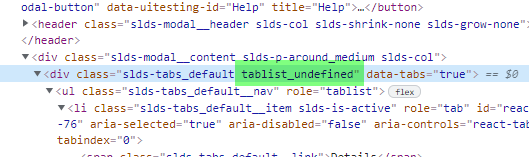 odal-button" data-uitesting-id="Help" title="Help">…</button>
<header class="slds-modal__header slds-col slds-shrink-none slds-grow-none">
</header>
<div class="slds-modal__content slds-p-around_medium slds-col">
<div class="slds-tabs_default tablist_undefined" data-tabs="true"> == $0
<ul class="slds-tabs_default__nav" role="tablist"> flex
<li class="slds-tabs_default__item slds-is-active" role="tab" id="reac
-76" aria-selected="true" aria-disabled="false" aria-controls="react-tab
tabindex="0">
<span class="slds-tabs_default__link">Details</span>